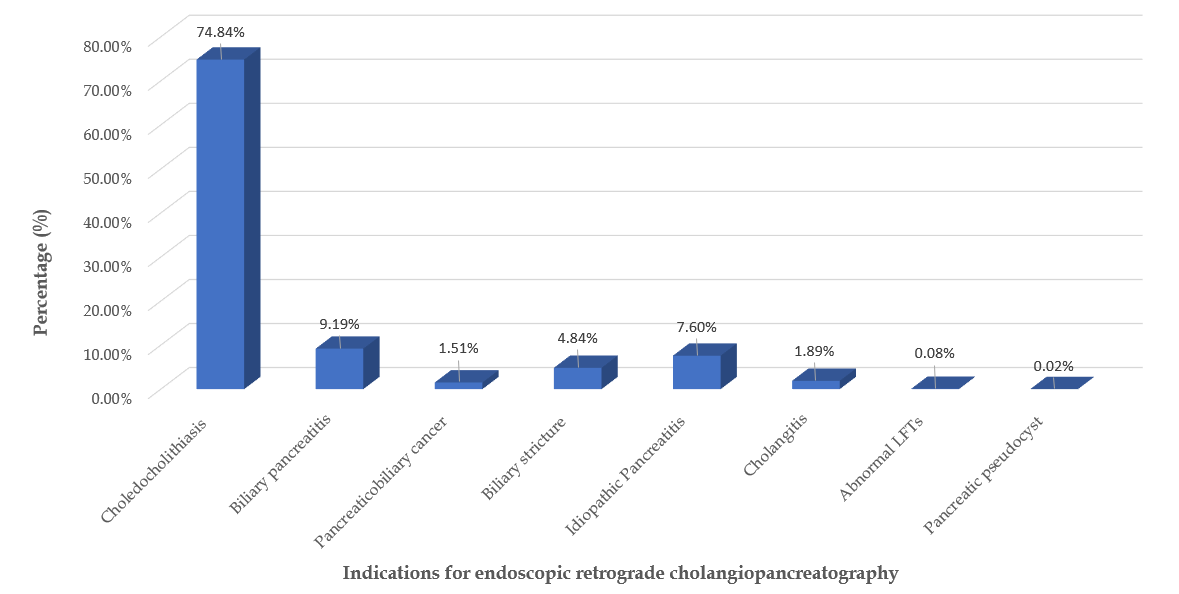 74.84%
80.00%
70.00%
60.00%
50.00%
40.00%
30.00%
20.00%
10.00%
0.00%
Percentage (%)
9.19%
1.51%
4.84%
7.60%
1.89%
0.08%
0.02%
Choledocholithiasis
Biliary pancreatitis
Pancreaticobiliary cancer
Biliary stricture
Idiopathic Pancreatitis
Cholangitis
Abnormal LFTs
Pancreatic pseudocyst
Indications for endoscopic retrograde cholangiopancreatography